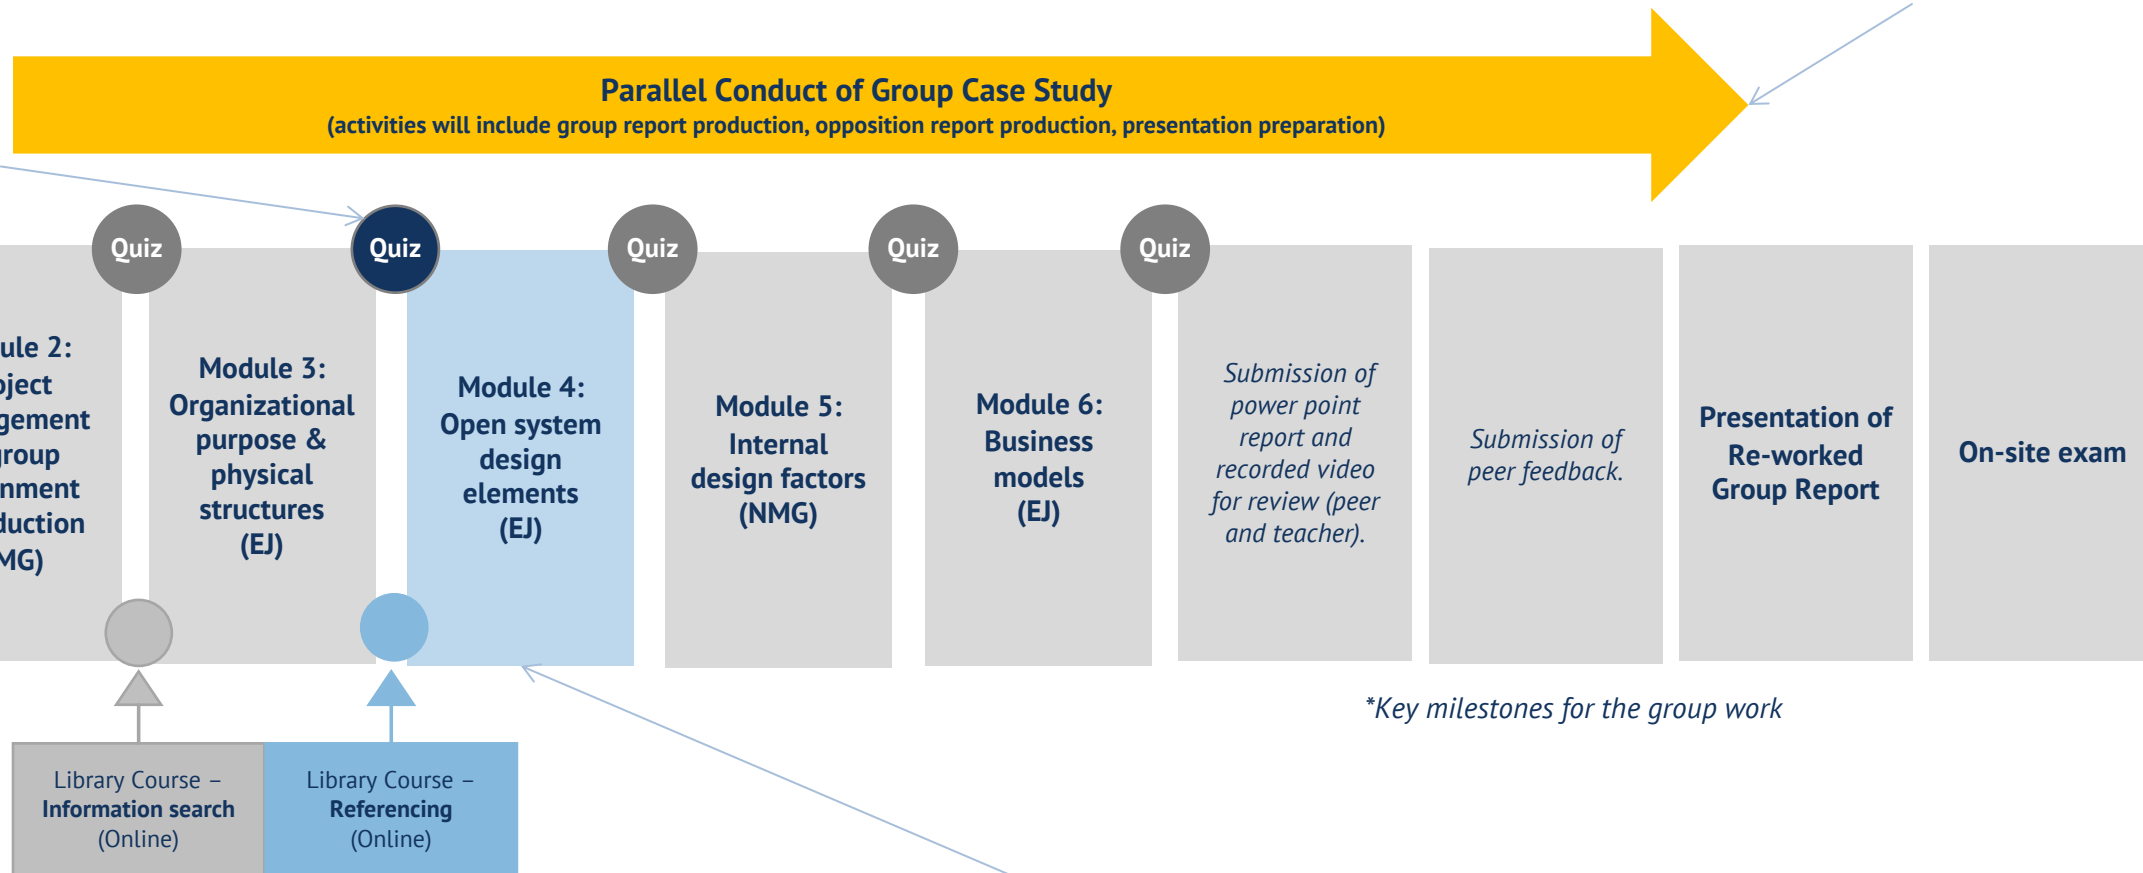 Parallel Conduct of Group Case Study
(activities will include group report production, opposition report production, presentation preparation)
Quiz
Quiz
Quiz
Quiz
Quiz
ule 2:
ject
gement
group
nment
duction
MG)
Module 3:
Organizational
purpose &
physical
structures
(EJ)
Module 4:
Open system
design
elements
(EJ)
Module 5:
Internal
design factors
(NMG)
Module 6:
Business
models
(EJ)
Submission of
power point
report and
recorded video
for review (peer
and teacher).
Submission of
peer feedback.
Presentation of
Re-worked
Group Report
On-site exam
*Key milestones for the group work
Library Course –
Information search
(Online)
Library Course –
Referencing
(Online)